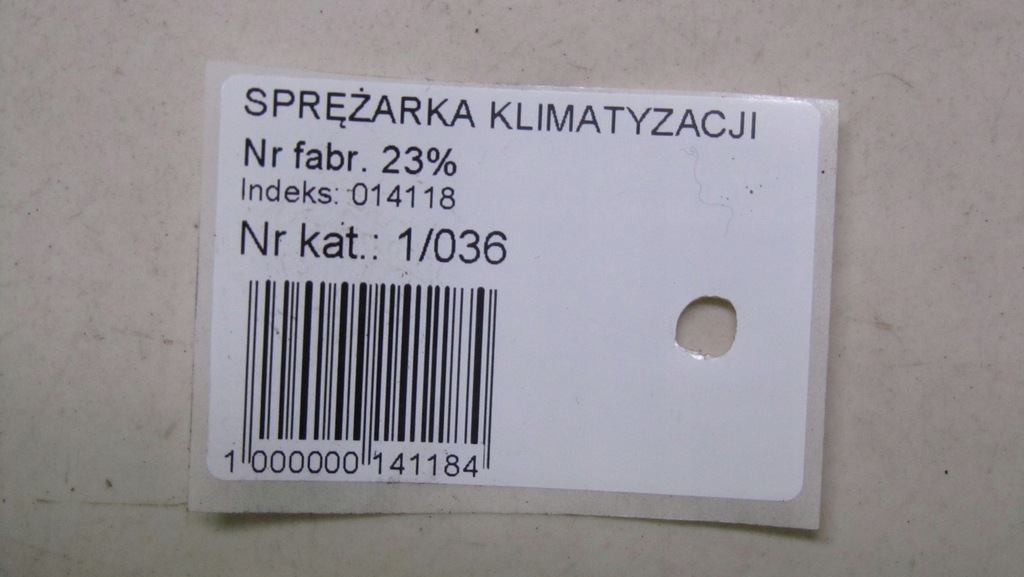 SPRĘŻARKA KLIMATYZACJI
Nr fabr. 23%
Indeks: 014118
Nr kat.: 1/036
1 000000 141184